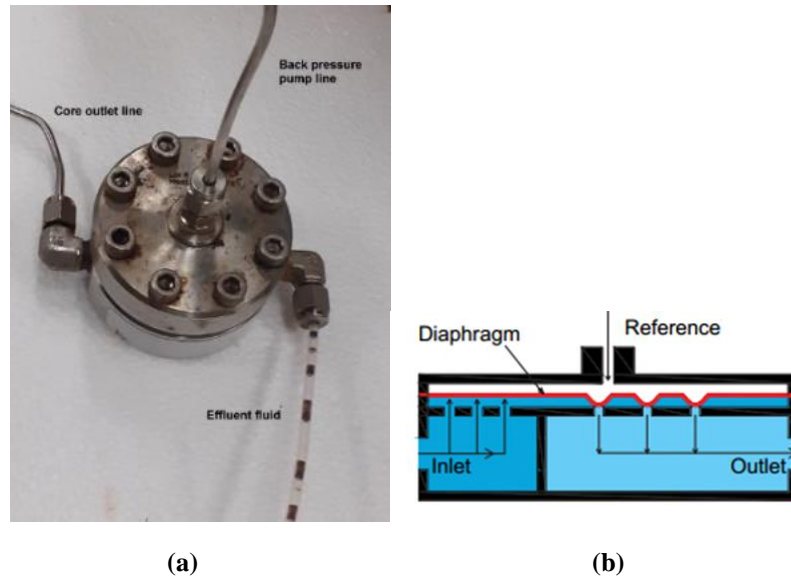 Back pressure
pump line
Core outlet line
Effluent fluid
Reference
Diaphragm
Inlet
Outlet
(a)
(b)